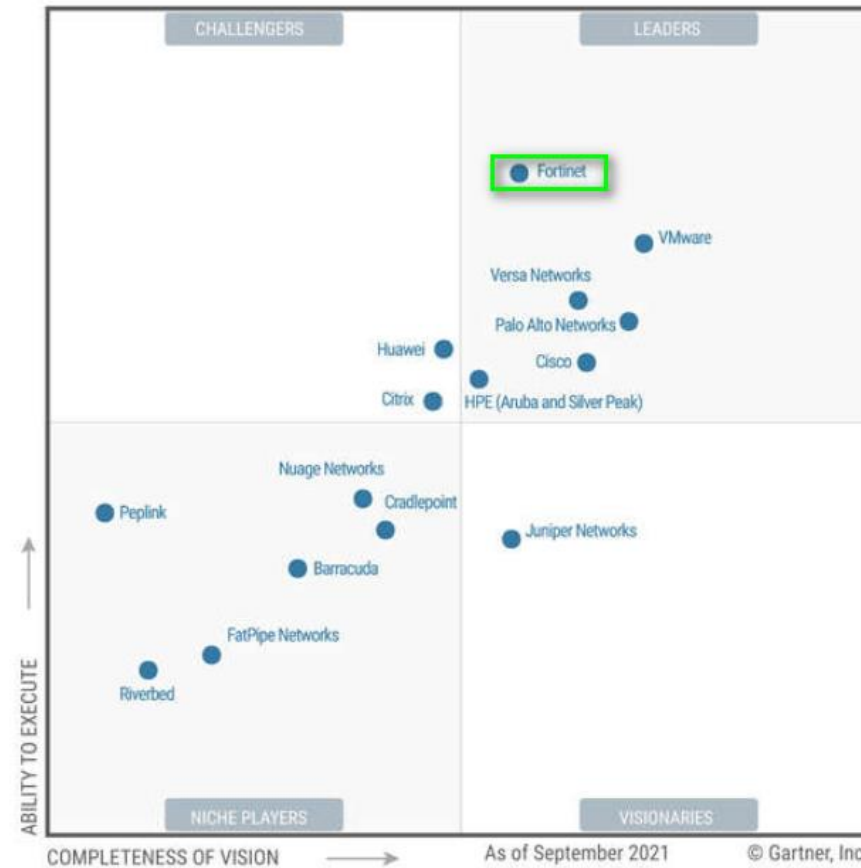 CHALLENGERS
LEADERS
Fortinet
VMware
Versa Networks
Palo Alto Networks
Huawei
Cisco
Citrix
HPE (Aruba and Silver Peak)
Nuage Networks
Cradlepoint
Peplink
Juniper Networks
Barracuda
FatPipe Networks
Riverbed
ABILITY TO EXECUTE
NICHE PLAYERS
VISIONARIES
COMPLETENESS OF VISION
As of September 2021
© Gartner, Inc